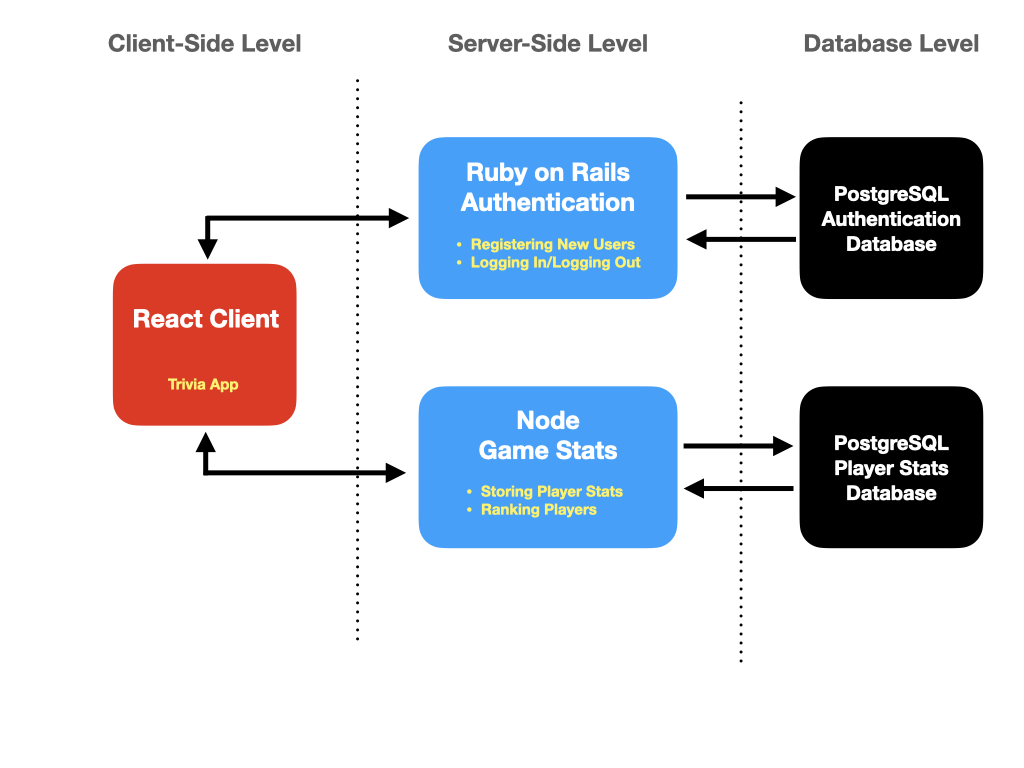 Client-Side Level
Server-Side Level
Database Level
Ruby on Rails
Authentication
• Registering New Users
• Logging In/Logging Out
PostgreSQL
Authentication
Database
React Client
Trivia App
Node
Game Stats
• Storing Player Stats
• Ranking Players
PostgreSQL
Player Stats
Database